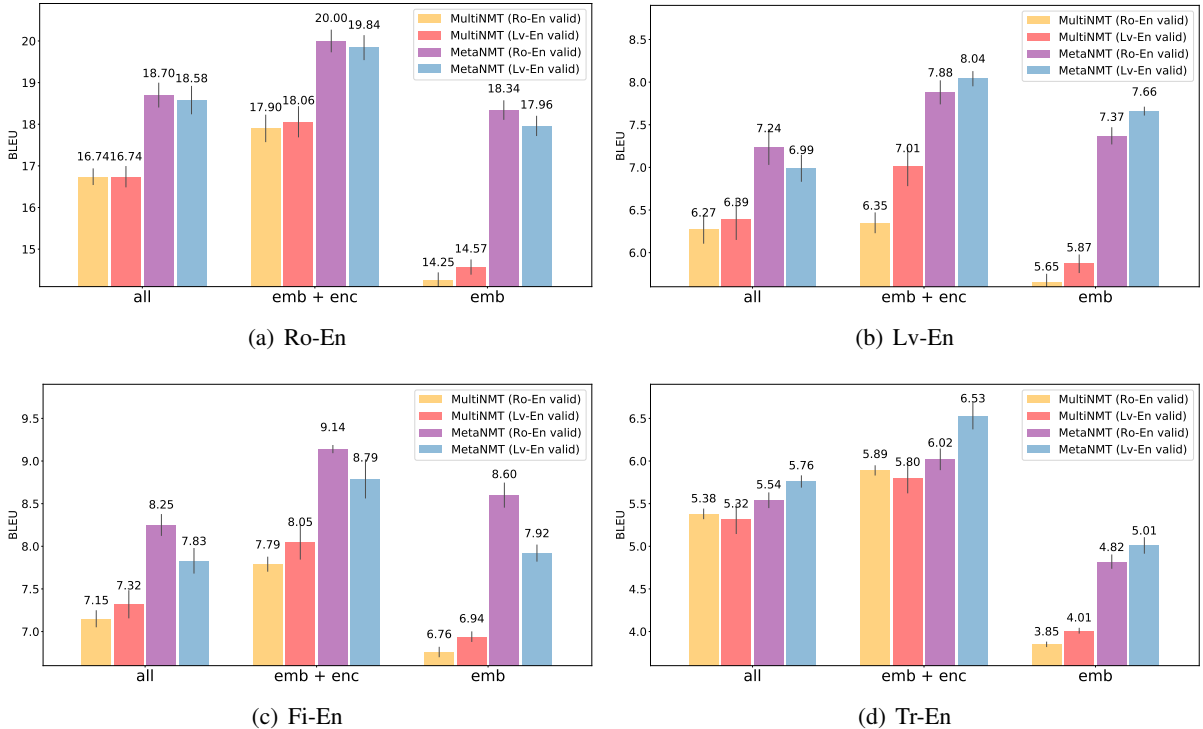 20
19
18
17
16
15
BLEU
16.74
16.74
18.70
18.58
17.90
18.06
20.00
19.84
14.25
14.57
18.34
17.96
MultiNMT (Ro-En valid)
MultiNMT (Lv-En valid)
MetaNMT (Ro-En valid)
MetaNMT (Lv-En valid)
all
emb + enc
emb
(a) Ro-En
8.5
8.0
7.5
7.0
6.5
6.0
BLEU
6.27
6.39
7.24
6.99
6.35
7.01
7.88
8.04
5.65
5.87
7.37
7.66
MultiNMT (Ro-En valid)
MultiNMT (Lv-En valid)
MetaNMT (Ro-En valid)
MetaNMT (Lv-En valid)
all
emb + enc
emb
(b) Lv-En
9.5
9.0
8.5
8.0
7.5
7.0
BLEU
7.15
7.32
8.25
7.83
7.79
8.05
9.14
8.79
6.76
6.94
8.60
7.92
MultiNMT (Ro-En valid)
MultiNMT (Lv-En valid)
MetaNMT (Ro-En valid)
MetaNMT (Lv-En valid)
all
emb + enc
emb
(c) Fi-En
6.5
6.0
5.5
5.0
4.5
4.0
BLEU
5.38
5.32
5.54
5.76
5.89
5.80
6.02
6.53
3.85
4.01
4.82
5.01
MultiNMT (Ro-En valid)
MultiNMT (Lv-En valid)
MetaNMT (Ro-En valid)
MetaNMT (Lv-En valid)
all
emb + enc
emb
(d) Tr-En